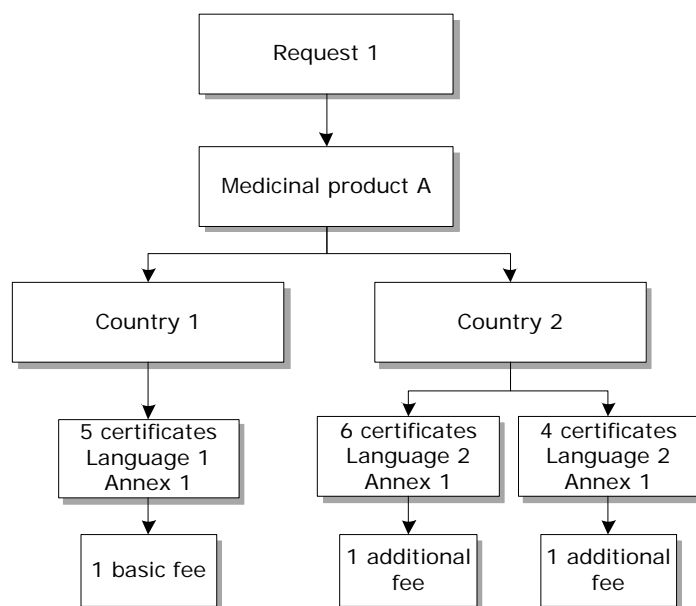 Request 1
Medicinal product A
Country 1
Country 2
5 certificates
Language 1
Annex 1
6 certificates
Language 2
Annex 1
4 certificates
Language 2
Annex 1
1 basic fee
1 additional
fee
1 additional
fee